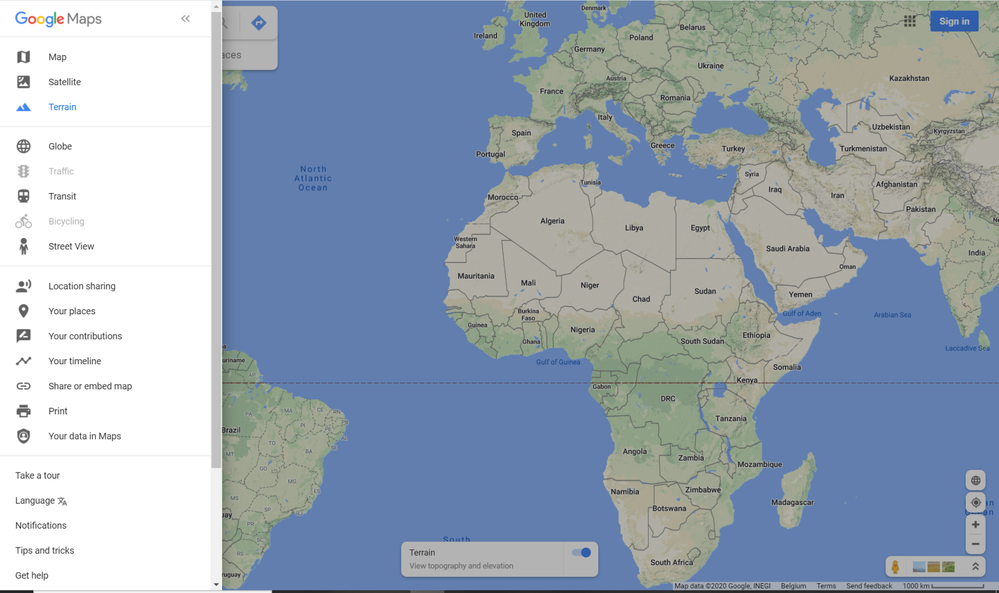 Google Maps
Map
Satellite
Terrain
Globe
Traffic
Transit
Bicycling
Street View
Location sharing
Your places
Your contributions
Your timeline
Share or embed map
Print
Your data in Maps
Take a tour
Language
Notifications
Tips and tricks
Get help
aces
Sign in
Denmark
United
Kingdom
Ireland
Belarus
Poland
Germany
Ukraine
Kazakhstan
Austria
France
Romania
Italy
Uzbekistan
Kyrgyzstan
Spain
Greece
Turkey
Turkmenistan
Portugal
North
Atlantic
Ocean
Syria
Tunisia
Afghanistan
Iraq
Iran
Morocco
Pakistan
Algeria
Libya
Egypt
Ne
Western
Sahara
Saudi Arabia
India
Oman
Mauritania
Mali
Niger
Sudan
Yemen
Chad
Burkina
Faso
Gulf of Aden
Arabian Sea
Guinea
Nigeria
Ethiopia
Ghana
South Sudan
Laccadive Sea
a
uriname
Gulf of Guinea
Somalia
AP
Kenya
Gabon
DRC
MA
CE
RN
PA
Tanzania
PB
PI
PE
Brazil
AL
TO
SE
BA
MT
Angola
Zambia
Mozambique
GO
MG
ES
Namibia
Zimbabwe
MS
Madagascar
Botswana
SP
RJ
uay
an
Ocean
PR
SC
South
RS
South Africa
ruguay
Terrain
View topography and elevation
Map data ©2020 Google, INEGI
Belgium
Terms
Send feedback
1000 km